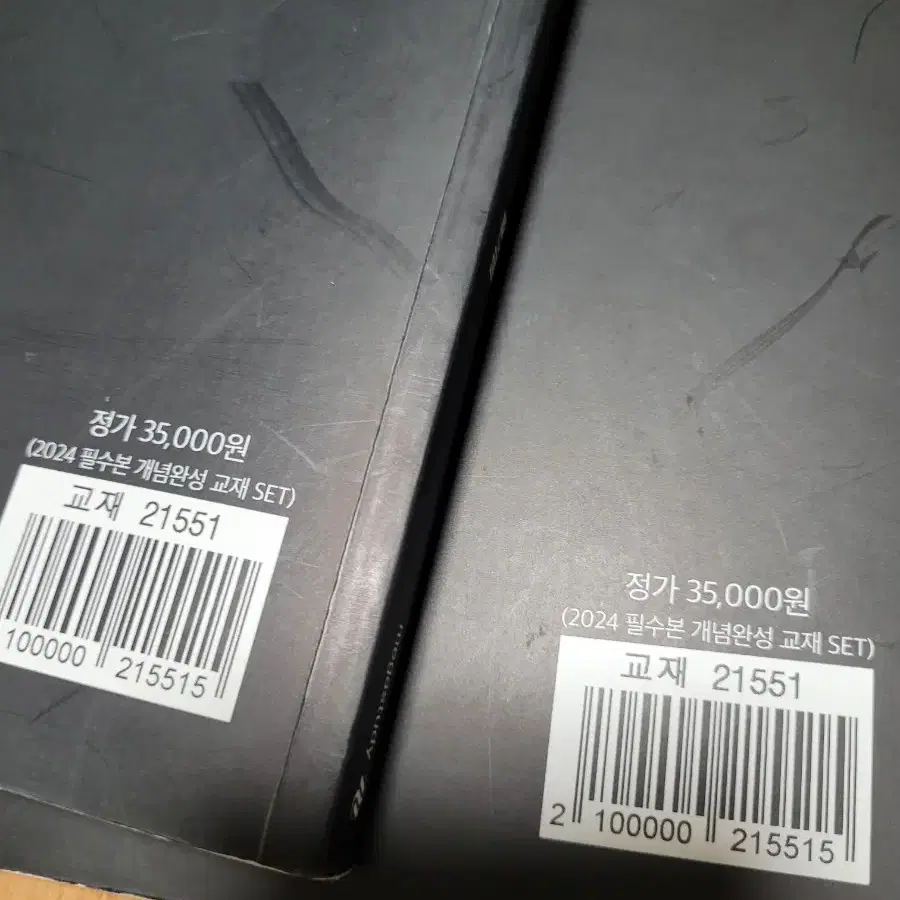 정가 35,000원
(2024 필수본 개념완성 교재 SET)
교재 21551
100000 215515
megastudy
정가 35,000원
(2024 필수본 개념완성 교재 SET)
교재 21551
2 100000 215515